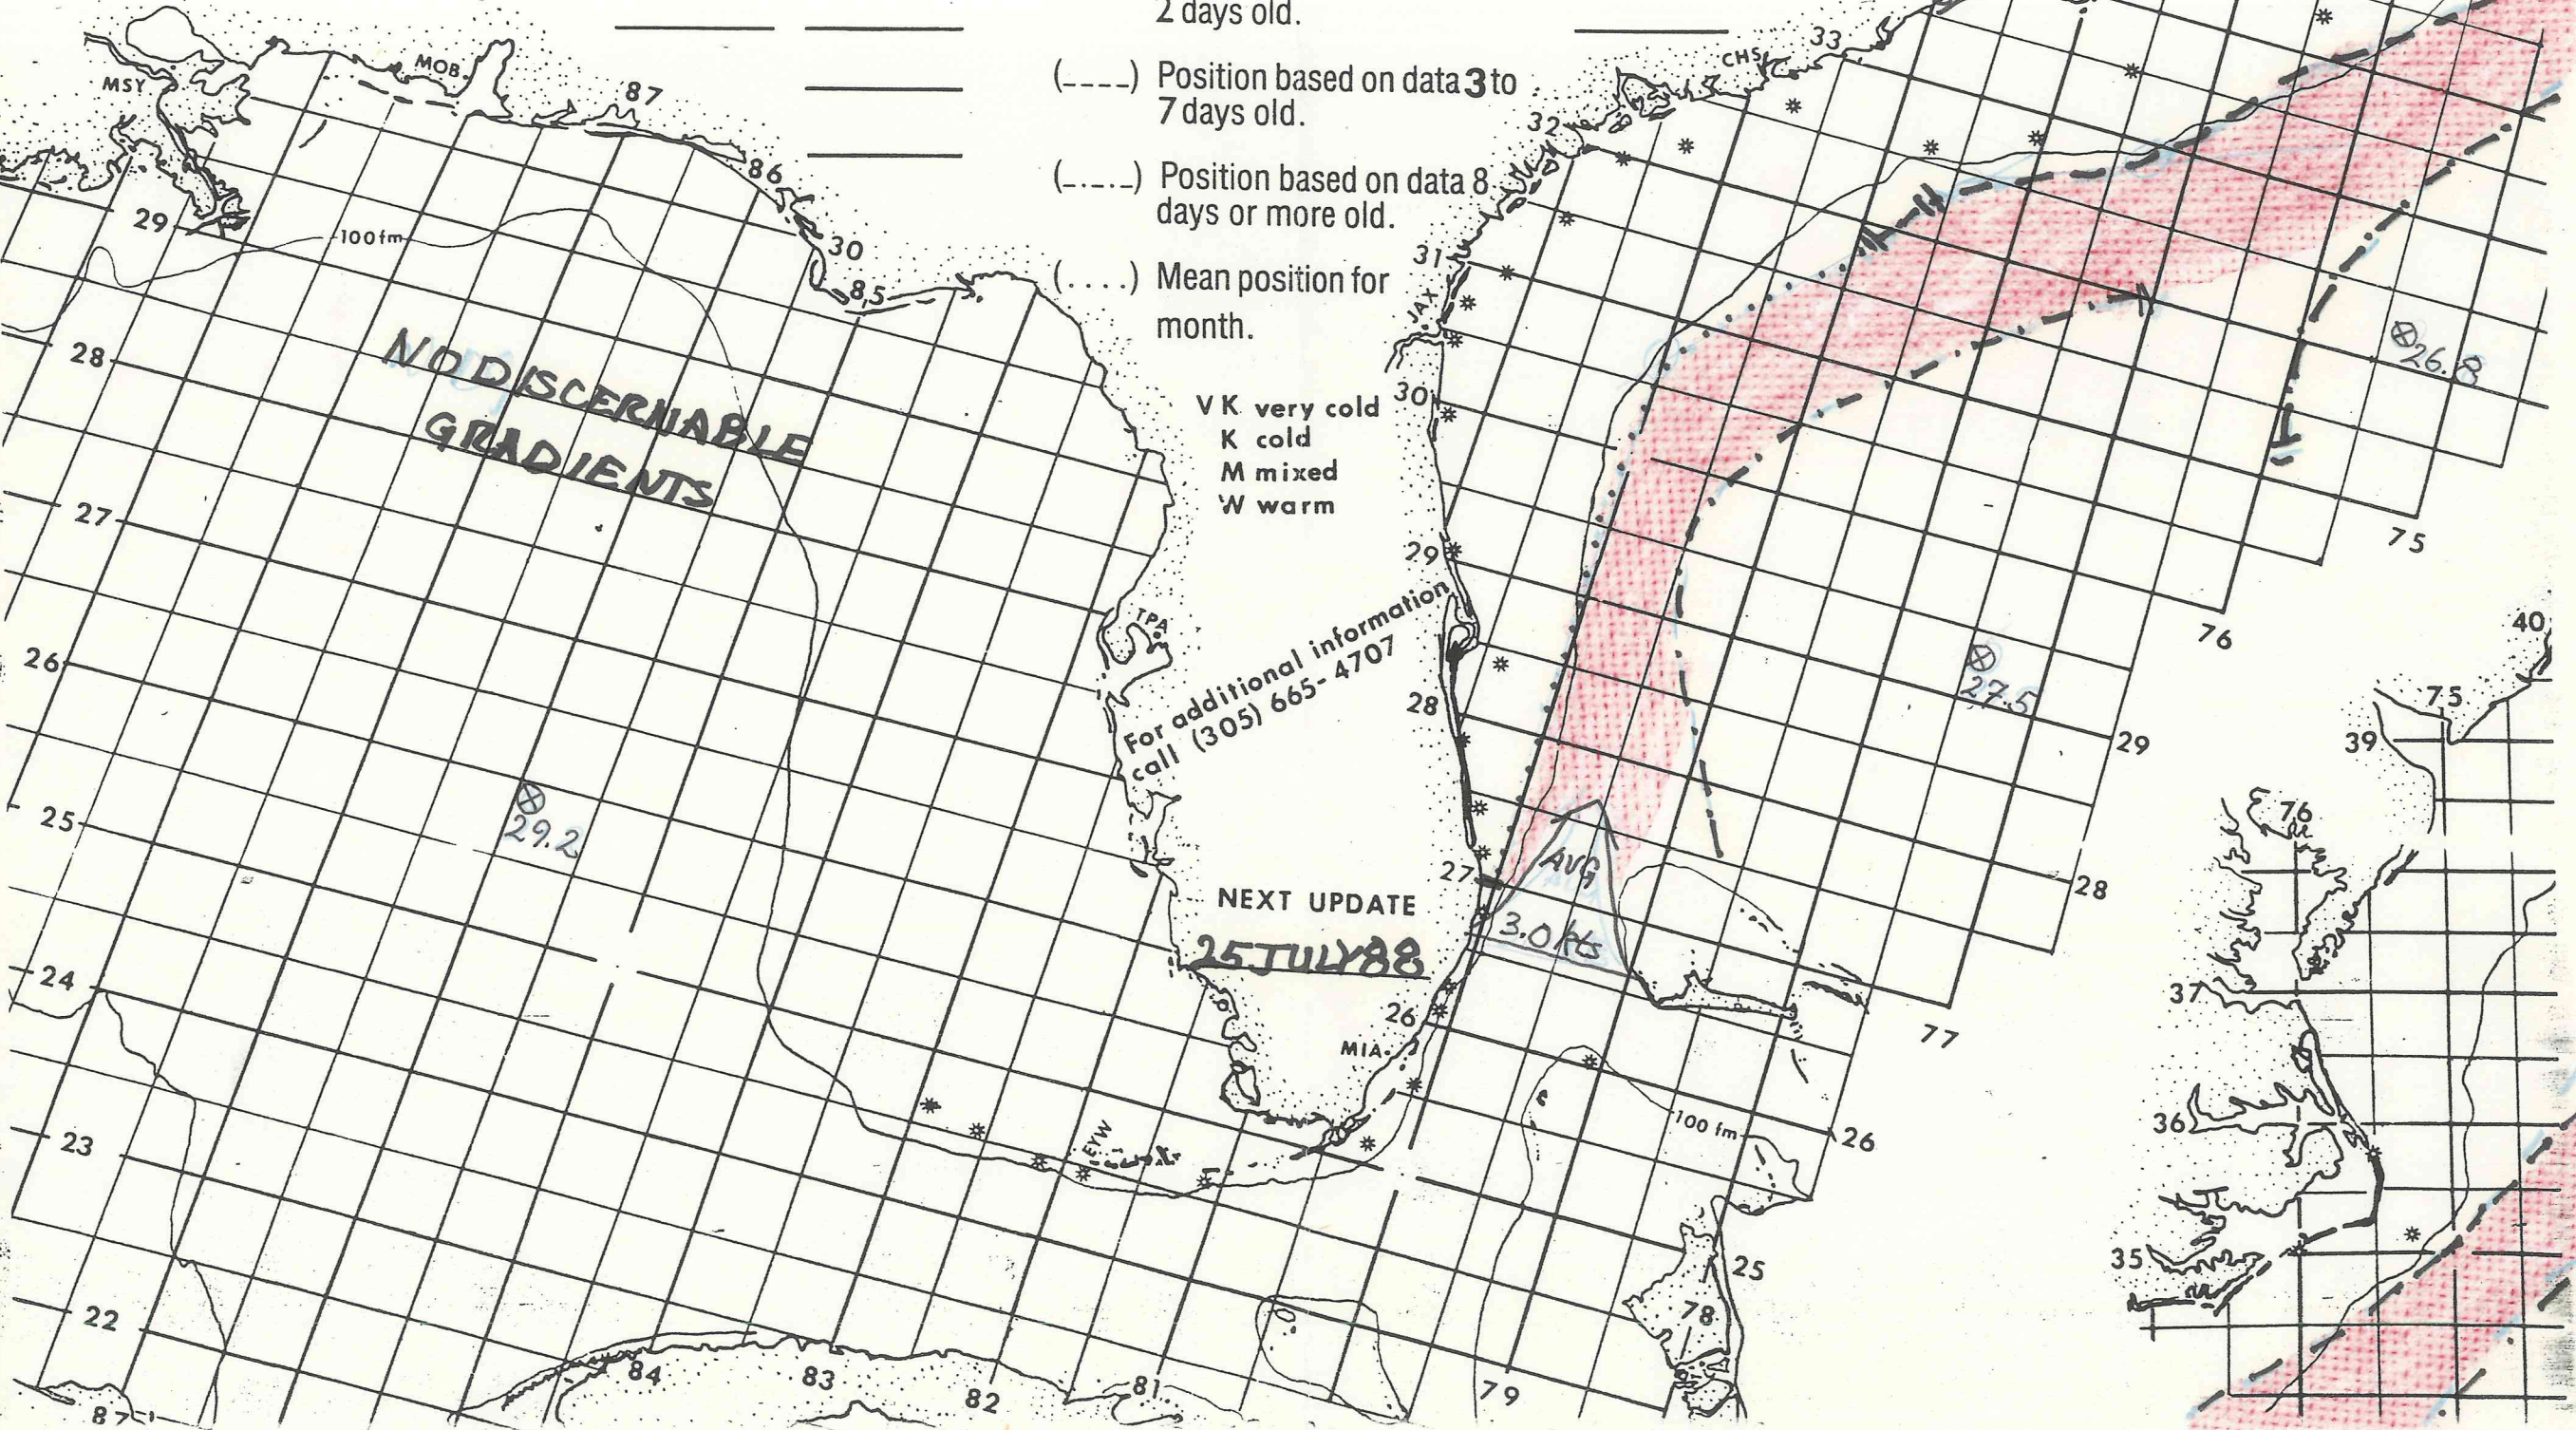 2 days old.
(____) Position based on data 3 to
7 days old.
(_._._) Position based on data 8
days or more old.
(....) Mean position for
month.
VK very cold
K cold
M mixed
W warm
For additional information
call (305) 665-4707
NEXT UPDATE
25 JULY 88
NO DISCERNABLE
GRADIENTS
MSY
MOB.
87
86
30
85
29
100fm
28
27
26
25
24
23
22
87
84
83
82
81
79
⊗
29.2
CHS
33
32
31
JAX
30
29
28
27
26
MIA.
TPA
EYW
AVG
3.0 kts
⊗26.8
⊗
27.5
75
76
29
28
77
100 fm
26
25
78
40
75
39
76
37
36
35